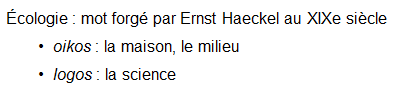 Écologie : mot forgé par Ernst Haeckel au XIXe siècle
• oikos : la maison, le milieu
• logos : la science